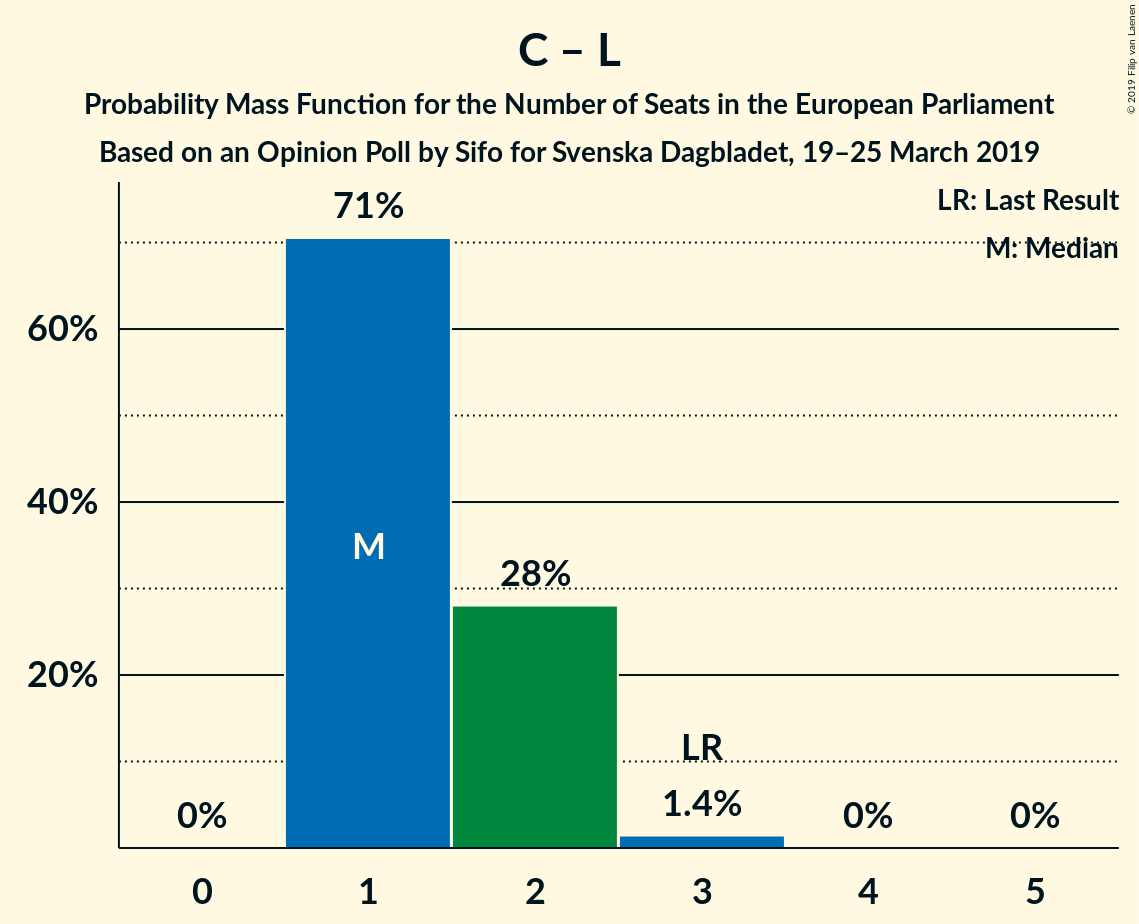 C – L
Probability Mass Function for the Number of Seats in the European Parliament
Based on an Opinion Poll by Sifo for Svenska Dagbladet, 19–25 March 2019
© 2019 Filip van Laenen
LR: Last Result
M: Median
71%
60%
40%
M
28%
20%
LR
0%
1.4%
0%
0%
0
1
2
3
4
5